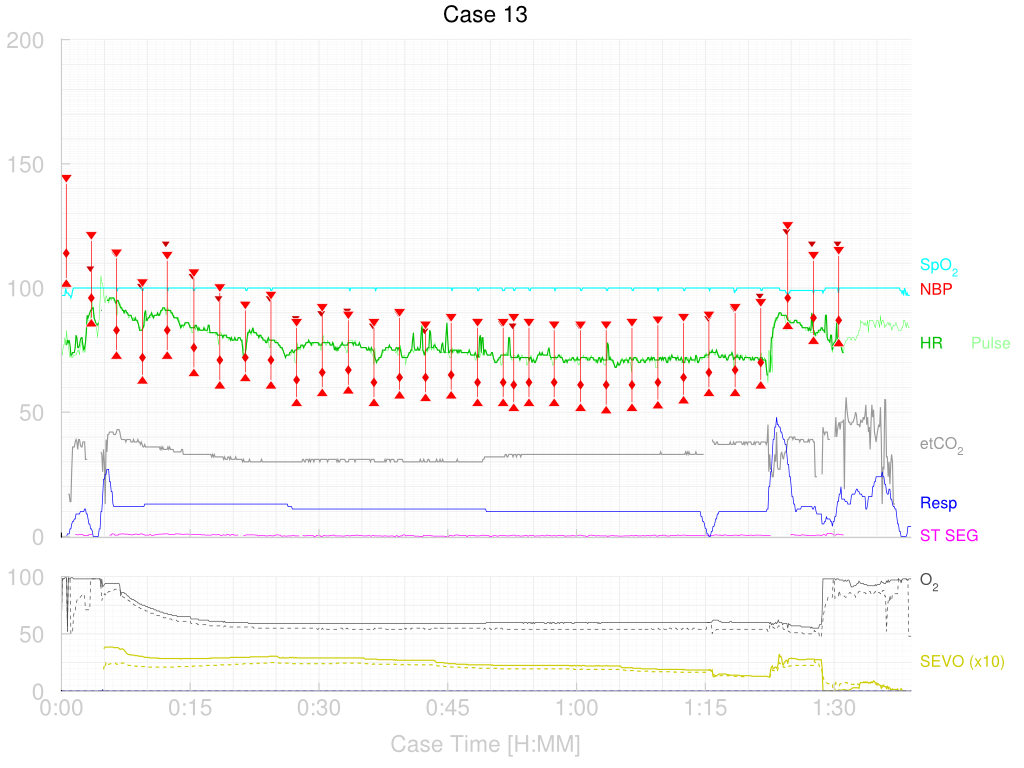 Case 13
200
150
100
50
0
SpO2
NBP
HR Pulse
etCO2
Resp
ST SEG
100
50
0
O2
SEVO (x10)
0:00 0:15 0:30 0:45 1:00 1:15 1:30
Case Time [H:MM]